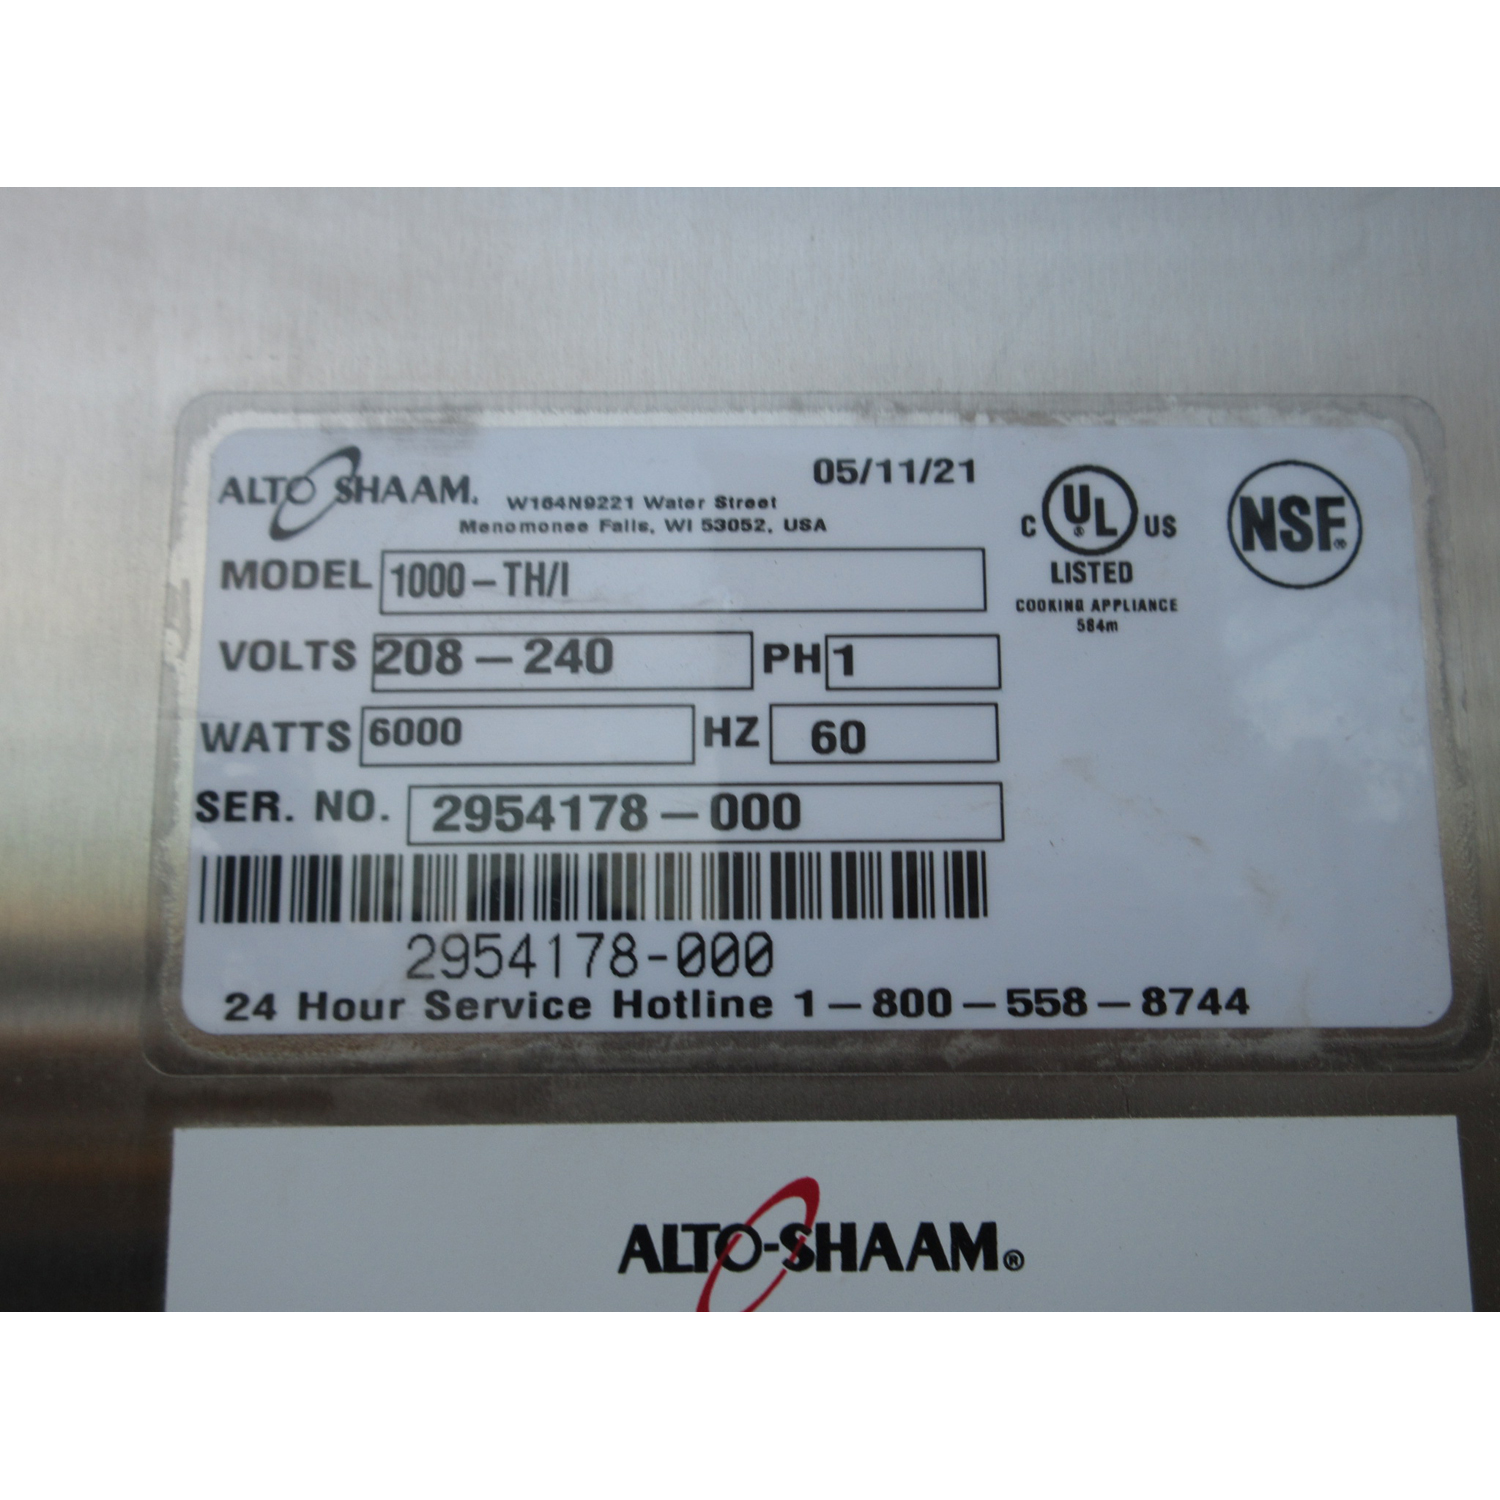 ALTO-SHAAM. 05/11/21
W164N9221 Water Street
Menomonee Falls, WI 53052, USA
C UL ® US
LISTED
COOKING APPLIANCE
584m
NSF®
MODEL 1000-TH/I
VOLTS 208-240 PH 1
WATTS 6000 HZ 60
SER. NO. 2954178-000
2954178-000
24 Hour Service Hotline 1-800-558-8744
ALTO-SHAAM®